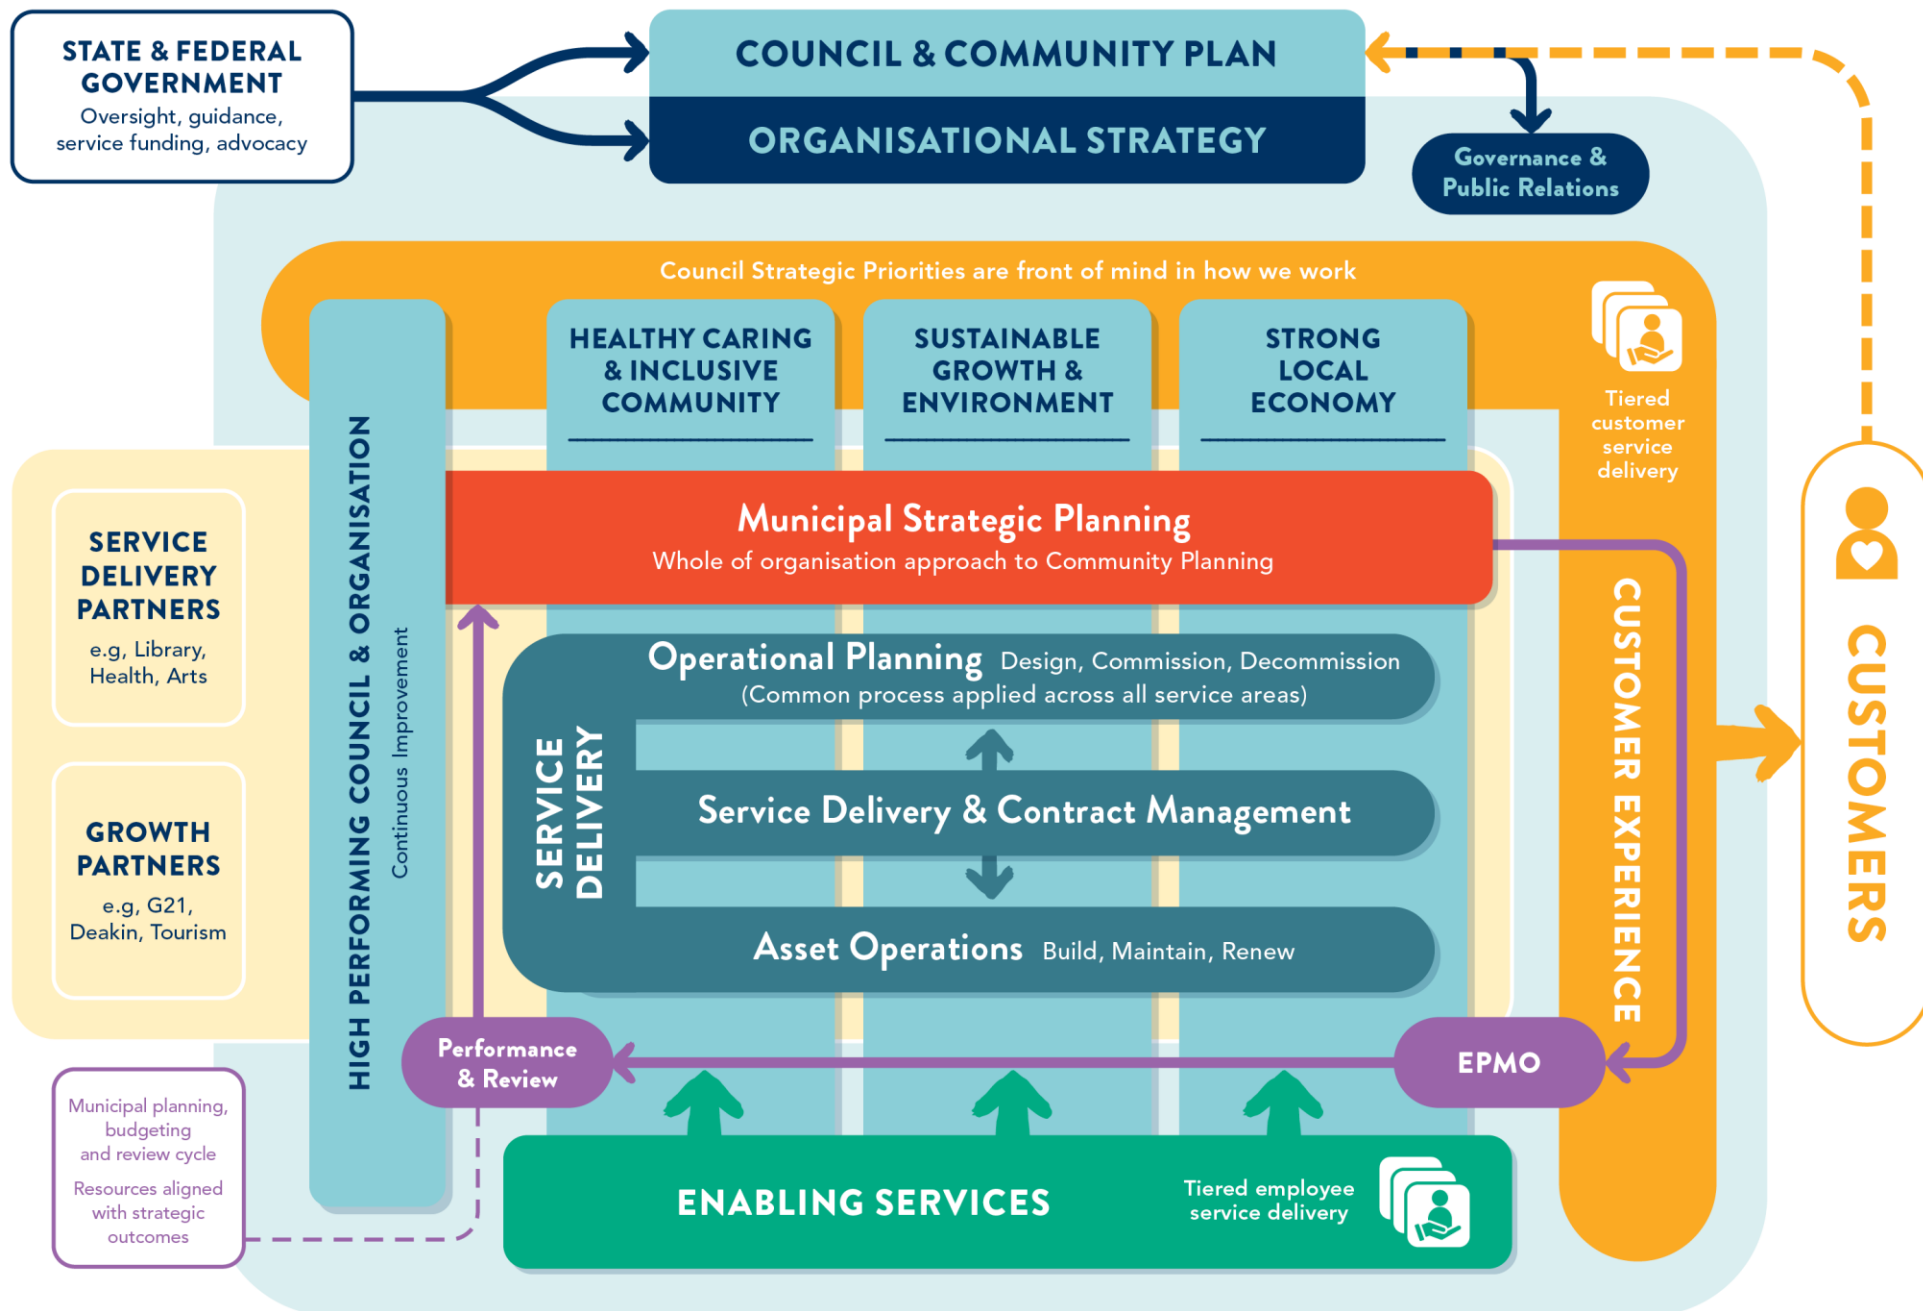 STATE & FEDERAL
GOVERNMENT
Oversight, guidance,
service funding, advocacy
COUNCIL & COMMUNITY PLAN
ORGANISATIONAL STRATEGY
Governance &
Public Relations
Council Strategic Priorities are front of mind in how we work
HIGH PERFORMING COUNCIL & ORGANISATION
Continuous Improvement
HEALTHY CARING
& INCLUSIVE
COMMUNITY
SUSTAINABLE
GROWTH &
ENVIRONMENT
STRONG
LOCAL
ECONOMY
Tiered
customer
service
delivery
SERVICE
DELIVERY
PARTNERS
e.g, Library,
Health, Arts
GROWTH
PARTNERS
e.g, G21,
Deakin, Tourism
Municipal Strategic Planning
Whole of organisation approach to Community Planning
SERVICE
DELIVERY
Operational Planning Design, Commission, Decommission
(Common process applied across all service areas)
Service Delivery & Contract Management
Asset Operations Build, Maintain, Renew
CUSTOMER EXPERIENCE
CUSTOMERS
Performance
& Review
EPMO
Municipal planning,
budgeting
and review cycle
Resources aligned
with strategic
outcomes
ENABLING SERVICES
Tiered employee
service delivery